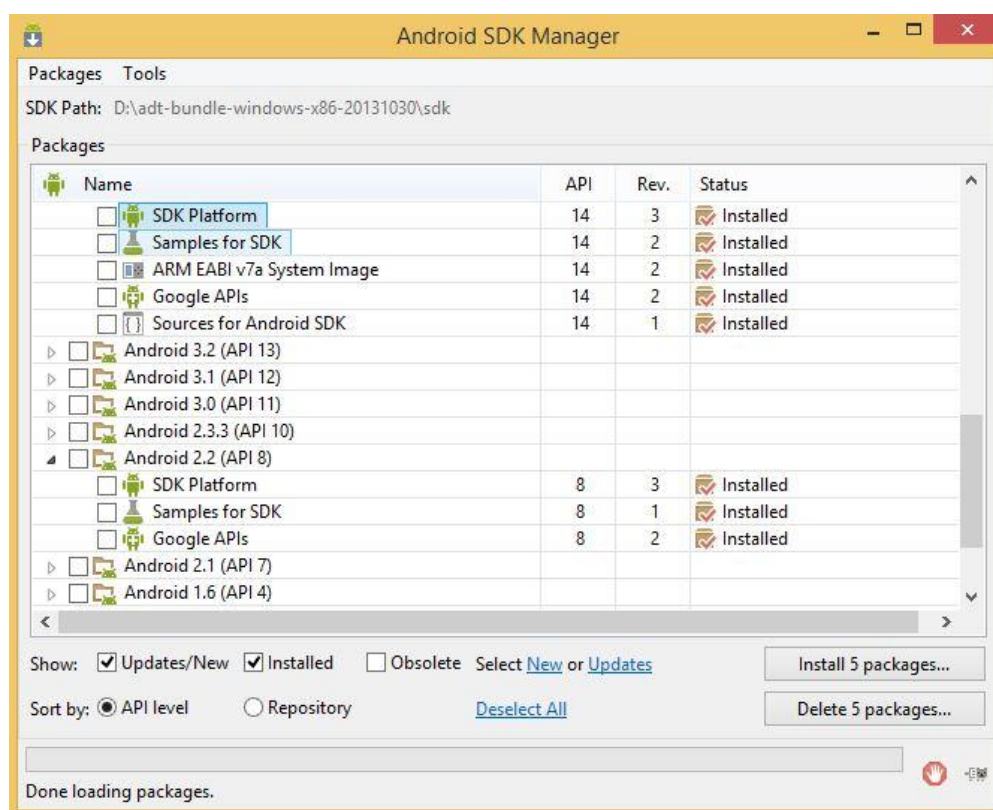 Android SDK Manager
Packages Tools
SDK Path: D:\adt-bundle-windows-x86-20131030\sdk
Packages
Name API Rev. Status
SDK Platform 14 3 Installed
Samples for SDK 14 2 Installed
ARM EABI v7a System Image 14 2 Installed
Google APIs 14 2 Installed
Sources for Android SDK 14 1 Installed
Android 3.2 (API 13)
Android 3.1 (API 12)
Android 3.0 (API 11)
Android 2.3.3 (API 10)
Android 2.2 (API 8)
SDK Platform 8 3 Installed
Samples for SDK 8 1 Installed
Google APIs 8 2 Installed
Android 2.1 (API 7)
Android 1.6 (API 4)
Show: Updates/New Installed Obsolete Select New or Updates Install 5 packages...
Sort by: API level Repository Deselect All Delete 5 packages...
Done loading packages.